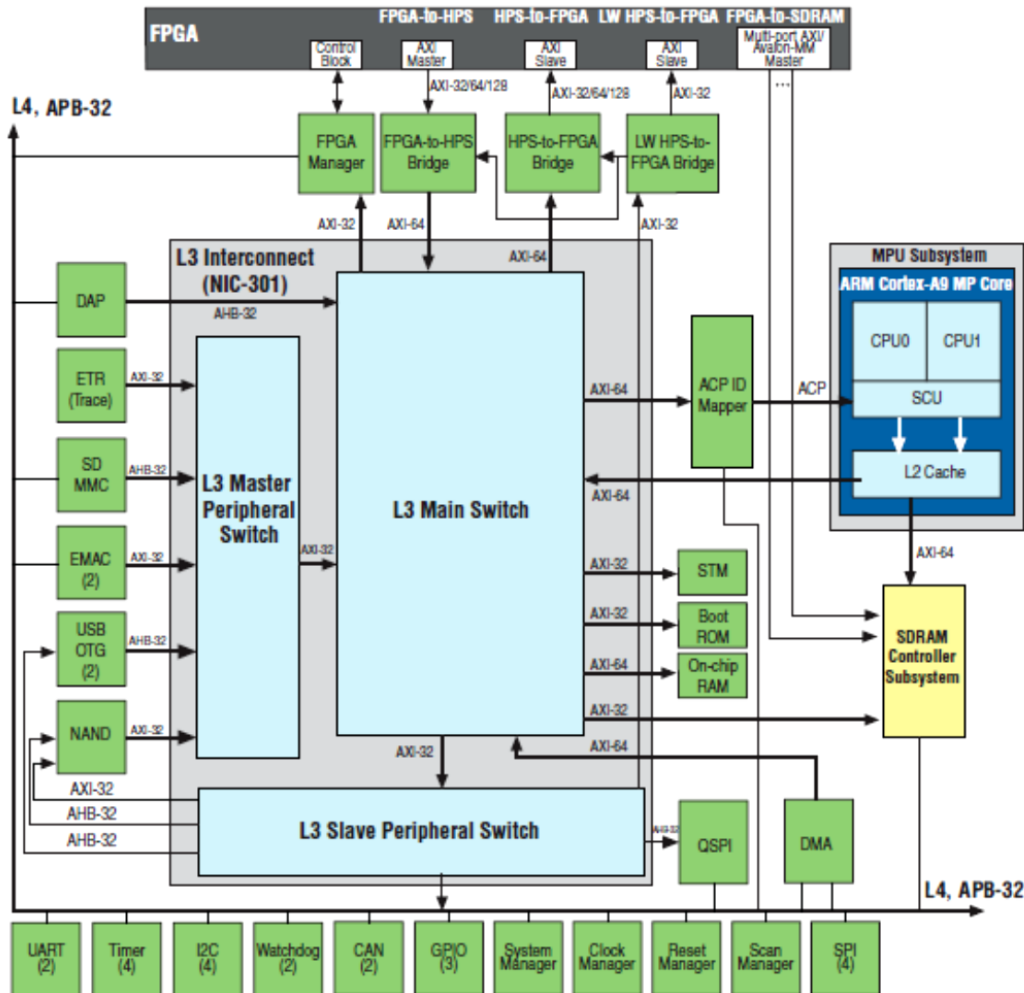 FPGA
FPGA-to-HPS
HPS-to-FPGA
LW HPS-to-FPGA
FPGA-to-SDRAM
Control
Block
AXI
Master
AXI
Slave
AXI
Slave
Multi-port AXI/
Avalon-MM
Master
...
AXI-32/64/128
AXI-32/64/128
AXI-32
L4, APB-32
FPGA
Manager
FPGA-to-HPS
Bridge
HPS-to-FPGA
Bridge
LW HPS-to-
FPGA Bridge
AXI-32
AXI-64
AXI-64
AXI-32
L3 Interconnect
(NIC-301)
MPU Subsystem
ARM Cortex-A9 MP Core
CPU0
CPU1
SCU
L2 Cache
DAP
AHB-32
ETR
(Trace)
AXI-32
SD
MMC
AHB-32
EMAC
(2)
AXI-32
USB
OTG
(2)
AHB-32
NAND
AXI-32
L3 Master
Peripheral
Switch
AXI-32
L3 Main Switch
AXI-64
ACP ID
Mapper
ACP
AXI-64
AXI-64
AXI-32
STM
AXI-32
Boot
ROM
AXI-64
On-chip
RAM
AXI-32
SDRAM
Controller
Subsystem
AXI-32
AXI-64
AXI-32
AHB-32
AHB-32
L3 Slave Peripheral Switch
AHB-32
QSPI
DMA
L4, APB-32
UART
(2)
Timer
(4)
I2C
(4)
Watchdog
(2)
CAN
(2)
GPIO
(3)
System
Manager
Clock
Manager
Reset
Manager
Scan
Manager
SPI
(4)